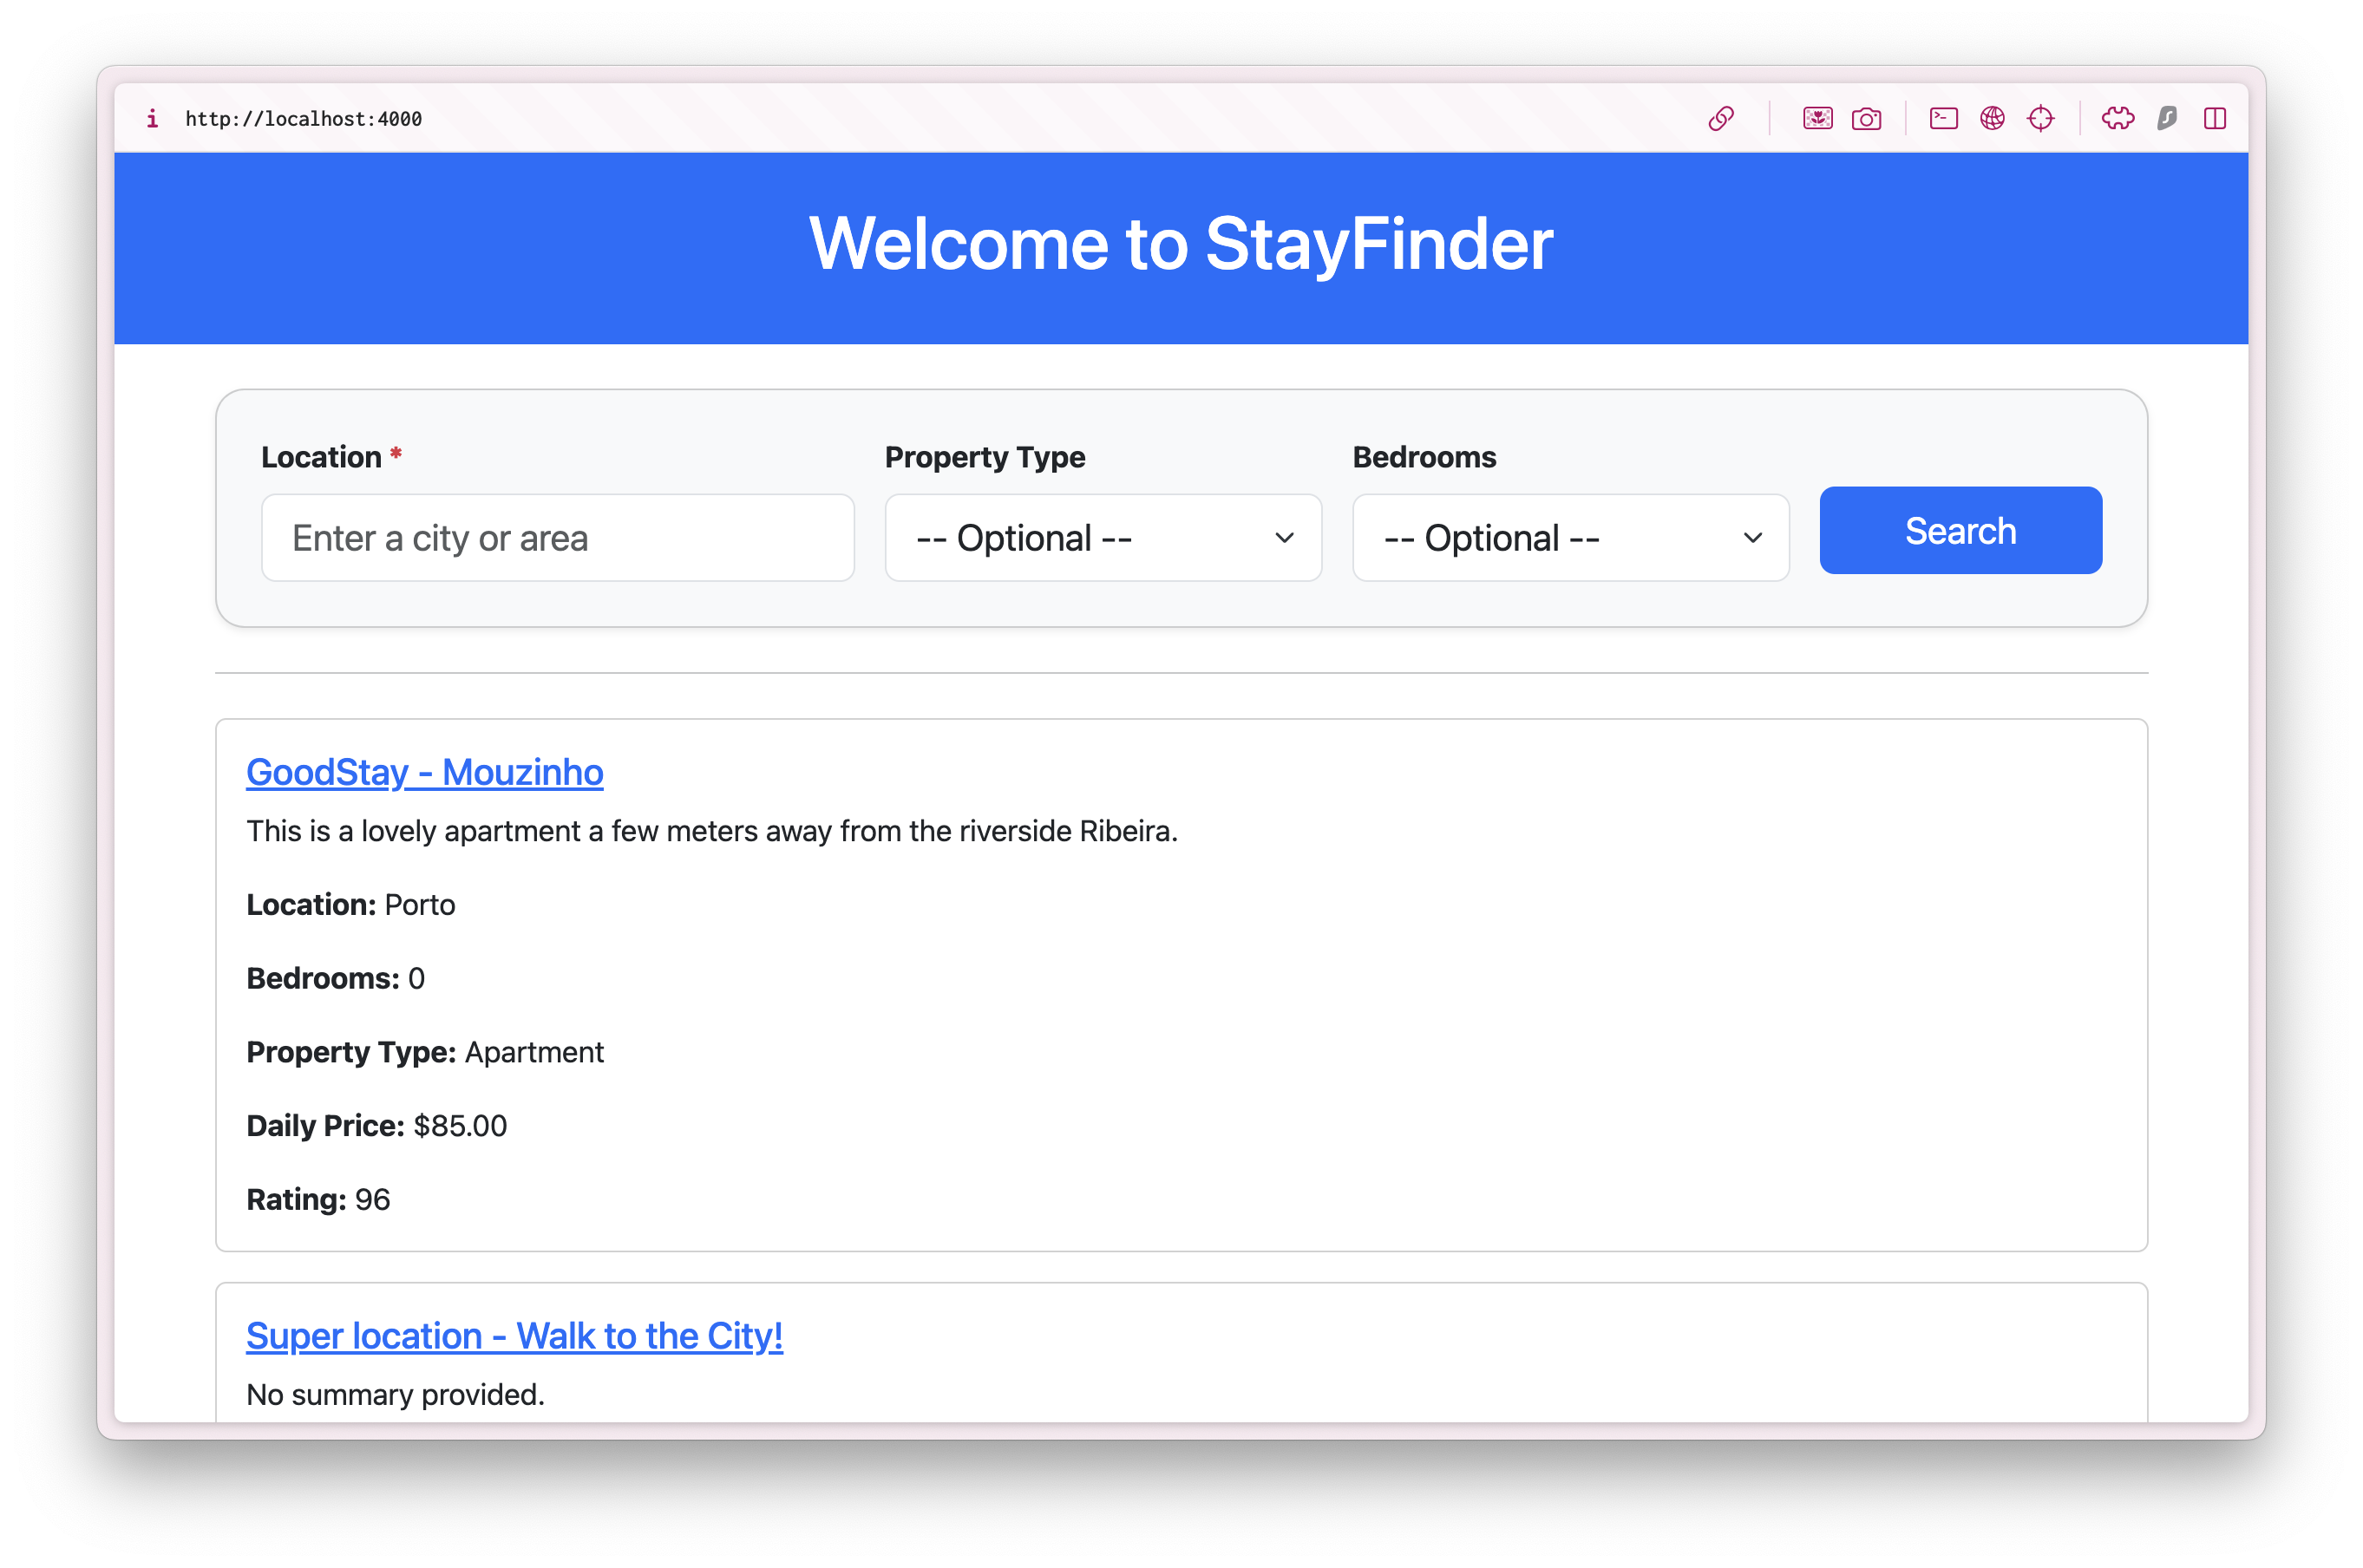 http://localhost:4000
Welcome to StayFinder
Location *
Property Type
Bedrooms
Enter a city or area
-- Optional --
-- Optional --
Search
GoodStay - Mouzinho
This is a lovely apartment a few meters away from the riverside Ribeira.
Location: Porto
Bedrooms: 0
Property Type: Apartment
Daily Price: $85.00
Rating: 96
Super location - Walk to the City!
No summary provided.